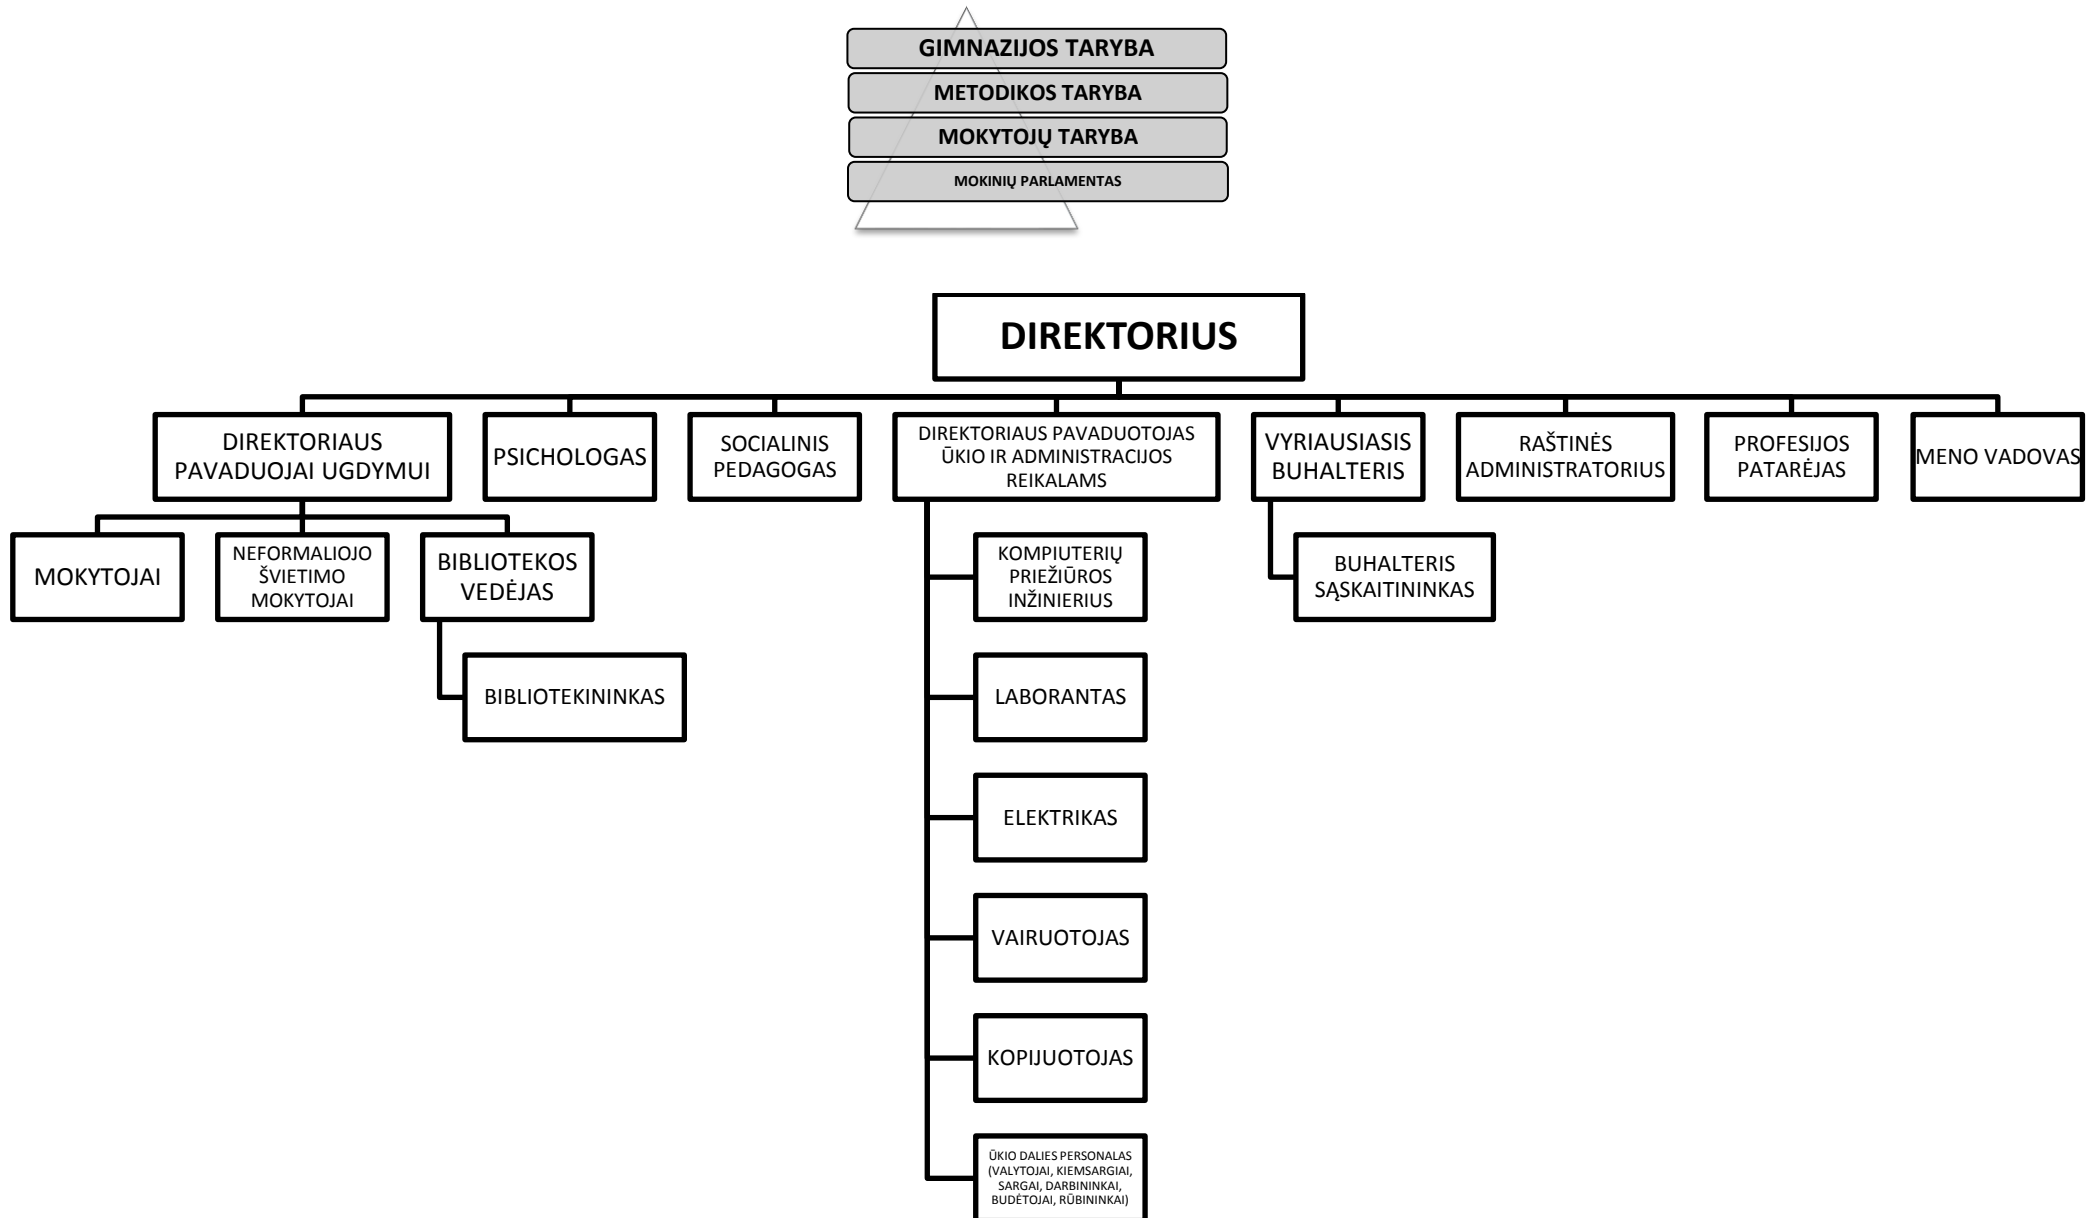 GIMNAZIJOS TARYBA
METODIKOS TARYBA
MOKYTOJŲ TARYBA
MOKINIŲ PARLAMENTAS
DIREKTORIUS
DIREKTORIAUS
PAVADUOJAI UGDYMUI
PSICHOLOGAS
SOCIALINIS
PEDAGOGAS
DIREKTORIAUS PAVADUOTOJAS
ŪKIO IR ADMINISTRACIJOS
REIKALAMS
VYRIAUSIASIS
BUHALTERIS
RAŠTINĖS
ADMINISTRATORIUS
PROFESIJOS
PATARĖJAS
MENO VADOVAS
MOKYTOJAI
NEFORMALIOJO
ŠVIETIMO
MOKYTOJAI
BIBLIOTEKOS
VEDĖJAS
KOMPIUTERIŲ
PRIEŽIŪROS
INŽINIERIUS
BUHALTERIS
SĄSKAITININKAS
BIBLIOTEKININKAS
LABORANTAS
ELEKTRIKAS
VAIRUOTOJAS
KOPIJUOTOJAS
ŪKIO DALIES PERSONALAS
(VALYTOJAI, KIEMSARGIAI,
SARGAI, DARBININKAI,
BUDĖTOJAI, RŪBININKAI)